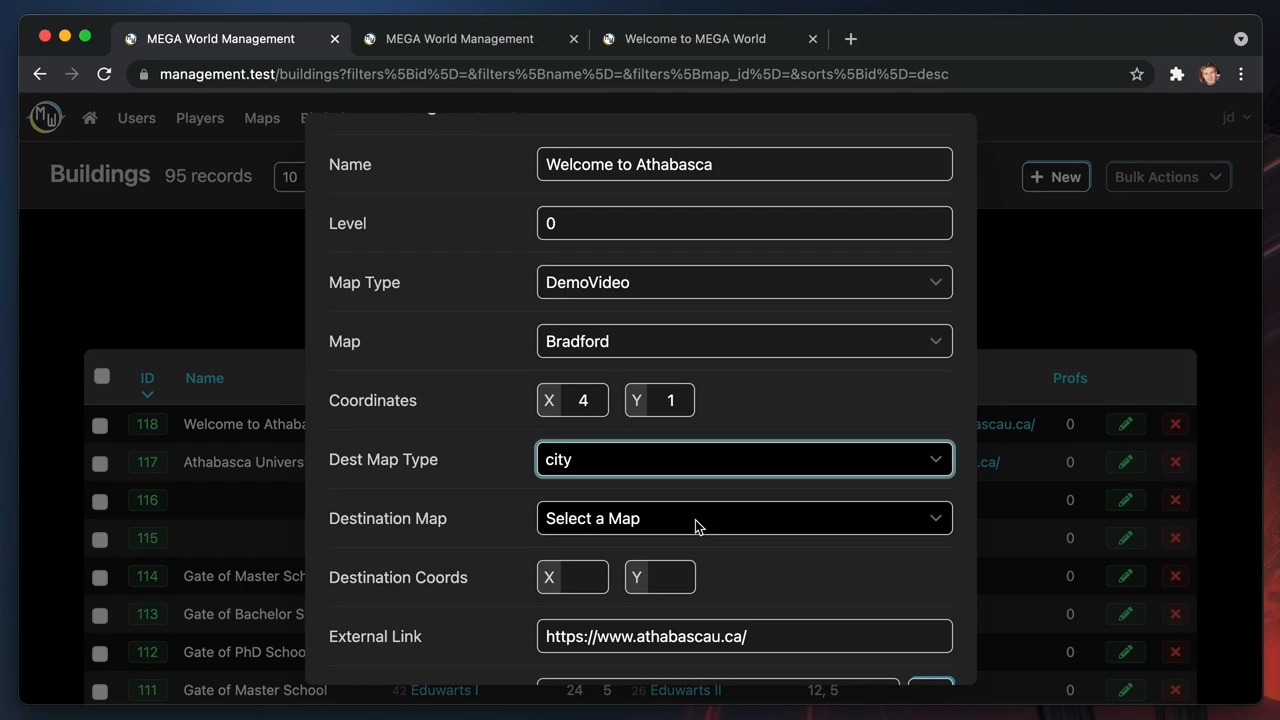 MEGA World Management
MEGA World Management
Welcome to MEGA World
management.test/buildings?filters%5Bid%5D=&filters%5Bname%5D=&filters%5Bmap_id%5D=&sorts%5Bid%5D=desc
MW Users Players Maps jd
Buildings 95 records 10 + New Bulk Actions
Name Welcome to Athabasca
Level 0
Map Type DemoVideo
Map Bradford
Coordinates X 4 Y 1
Dest Map Type city
Destination Map Select a Map
Destination Coords X Y
External Link https://www.athabascau.ca/
ID Name Profs
118 Welcome to Athaba ascau.ca/ 0
117 Athabasca Univers .ca/ 0
116 0
115 0
114 Gate of Master Sch 0
113 Gate of Bachelor S 0
112 Gate of PhD Schoo 0
111 Gate of Master School 42 Eduwarts I 24 5 26 Eduwarts II 12, 5 0